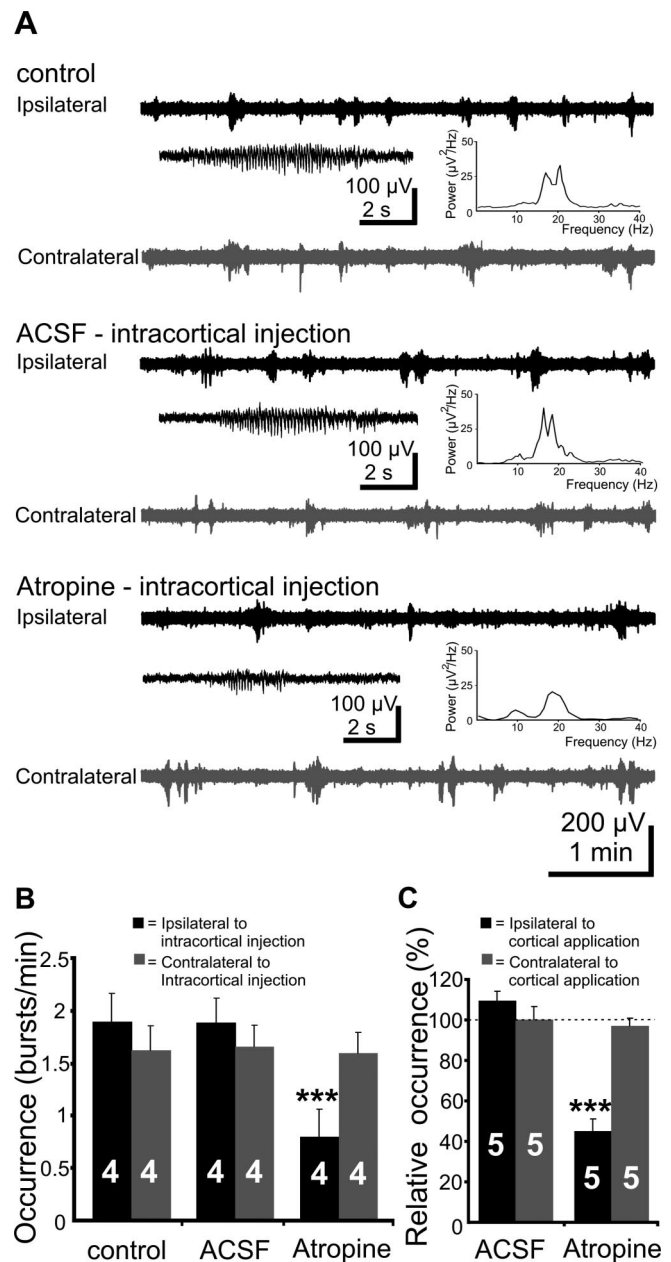 A
control
Ipsilateral
100 µV
2 s
Power (µV²/Hz)
50
25
0
10 20 30 40
Frequency (Hz)
Contralateral
ACSF - intracortical injection
Ipsilateral
100 µV
2 s
Power (µV²/Hz)
50
25
0
10 20 30 40
Frequency (Hz)
Contralateral
Atropine - intracortical injection
Ipsilateral
100 µV
2 s
Power (µV²/Hz)
50
25
0
10 20 30 40
Frequency (Hz)
Contralateral
200 µV
1 min
B
= Ipsilateral to
intracortical injection
= Contralateral to
Intracortical injection
Occurrence (bursts/min)
2.5
2
1.5
1
0.5
0
***
4 4 4 4 4 4
control ACSF Atropine
C
= Ipsilateral to
cortical application
= Contralateral to
cortical application
Relative occurrence (%)
120
100
80
60
40
20
0
***
5 5 5 5
ACSF Atropine